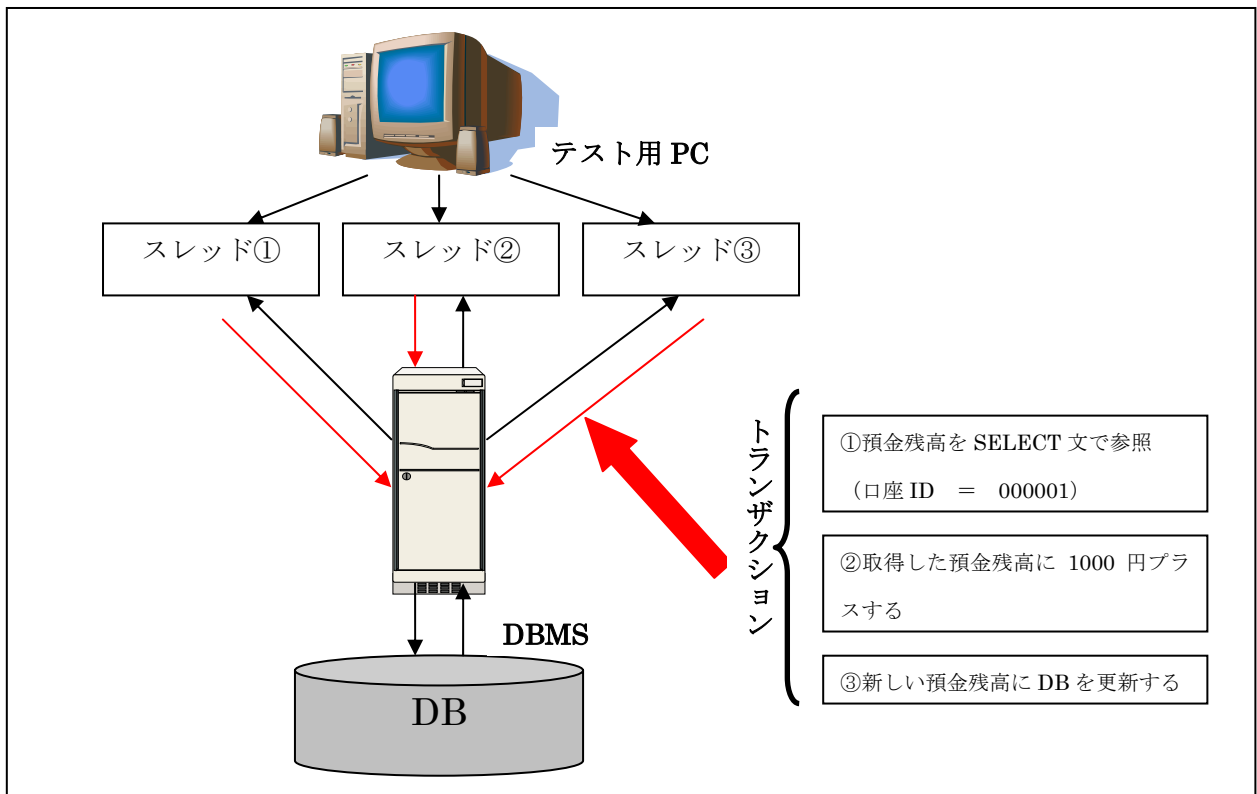 テスト用 PC
スレッド①
スレッド②
スレッド③
トランザクション
①預金残高を SELECT 文で参照
（口座 ID　＝　000001）
②取得した預金残高に 1000 円プラ
スする
③新しい預金残高に DB を更新する
DBMS
DB